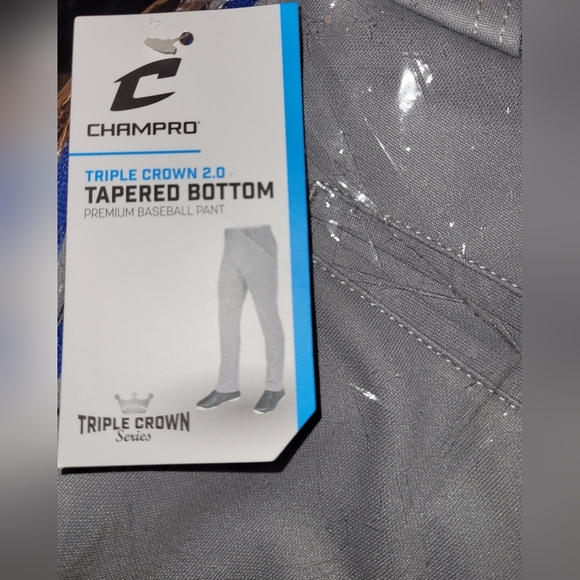 C
CHAMPRO®
TRIPLE CROWN 2.0
TAPERED BOTTOM
PREMIUM BASEBALL PANT
TRIPLE CROWN
Series